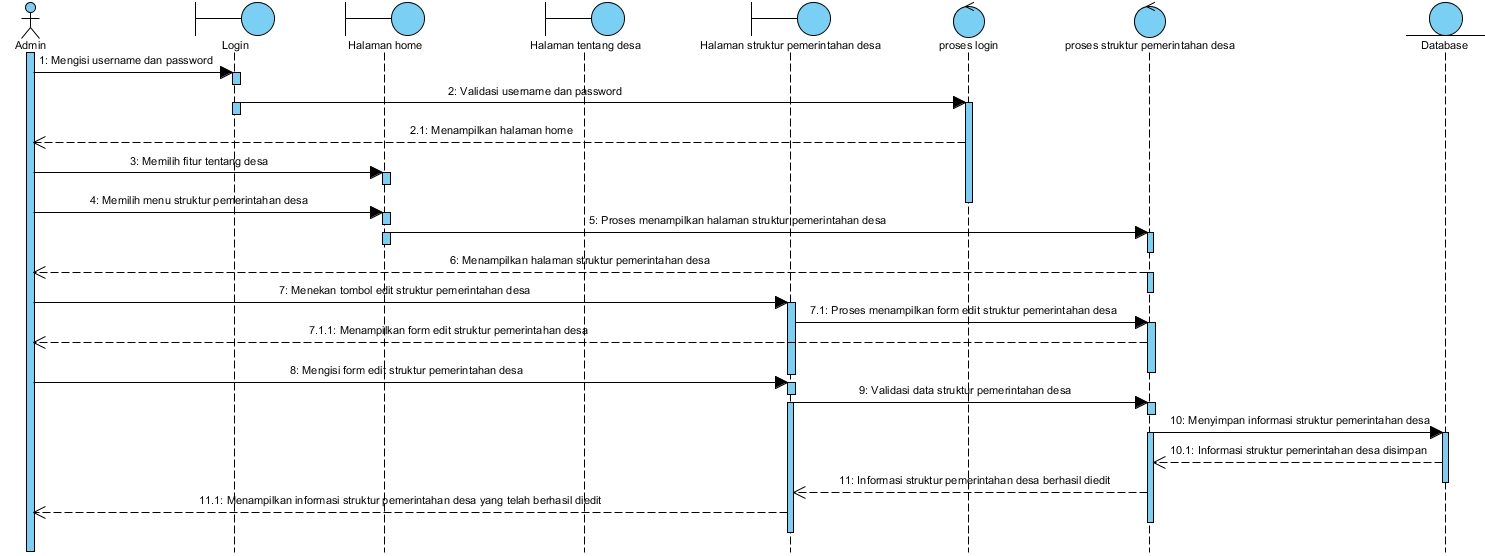 Admin
Login
Halaman home
Halaman tentang desa
Halaman struktur pemerintahan desa
proses login
proses struktur pemerintahan desa
Database
1: Mengisi username dan password
2: Validasi username dan password
2.1: Menampilkan halaman home
3: Memilih fitur tentang desa
4: Memilih menu struktur pemerintahan desa
5: Proses menampilkan halaman struktur pemerintahan desa
6: Menampilkan halaman struktur pemerintahan desa
7: Menekan tombol edit struktur pemerintahan desa
7.1: Proses menampilkan form edit struktur pemerintahan desa
7.1.1: Menampilkan form edit struktur pemerintahan desa
8: Mengisi form edit struktur pemerintahan desa
9: Validasi data struktur pemerintahan desa
10: Menyimpan informasi struktur pemerintahan desa
10.1: Informasi struktur pemerintahan desa disimpan
11: Informasi struktur pemerintahan desa berhasil diedit
11.1: Menampilkan informasi struktur pemerintahan desa yang telah berhasil diedit